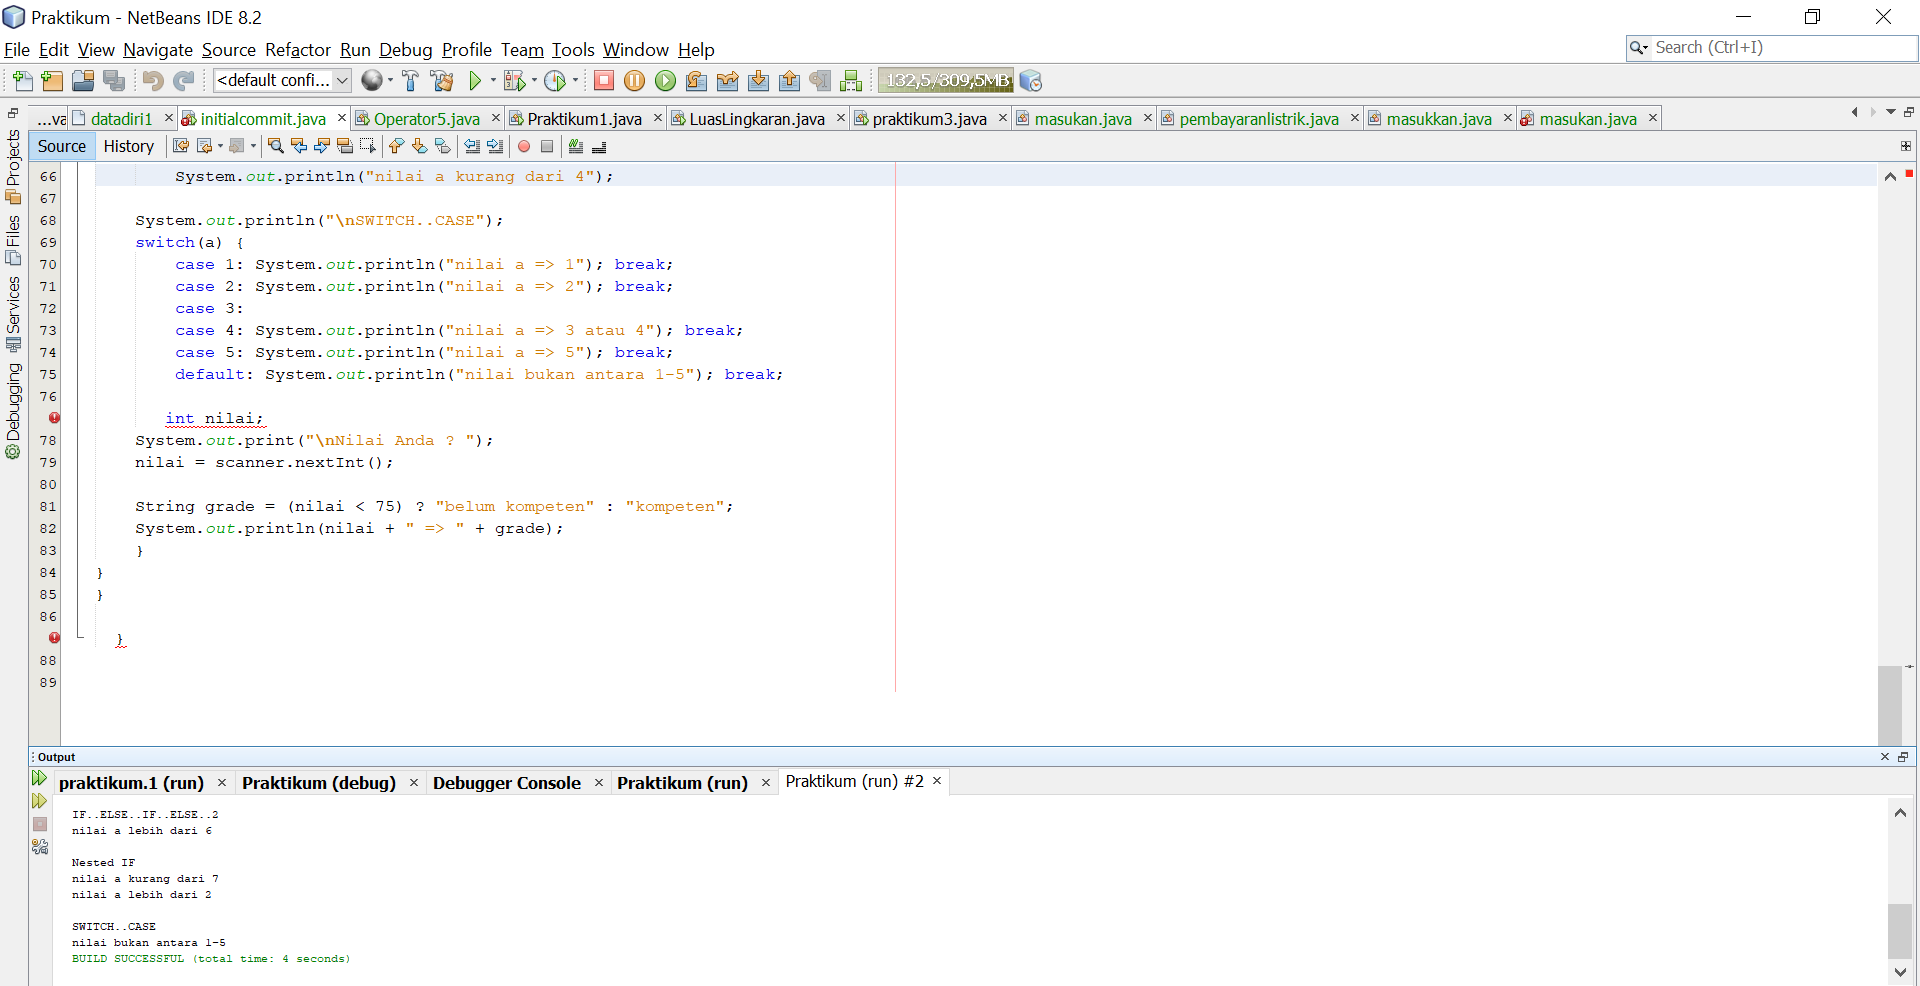 Praktikum - NetBeans IDE 8.2
File Edit View Navigate Source Refactor Run Debug Profile Team Tools Window Help
Search (Ctrl+I)
<default confi...
132,5/309,5MB
...va
datadiri1
initialcommit.java
Operator5.java
Praktikum1.java
LuasLingkaran.java
praktikum3.java
masukan.java
pembayaranlistrik.java
masukkan.java
masukan.java
Projects
Files
Services
Debugging
Source History
66 System.out.println("nilai a kurang dari 4");
67
68 System.out.println("\nSWITCH..CASE");
69 switch(a) {
70 case 1: System.out.println("nilai a => 1"); break;
71 case 2: System.out.println("nilai a => 2"); break;
72 case 3:
73 case 4: System.out.println("nilai a => 3 atau 4"); break;
74 case 5: System.out.println("nilai a => 5"); break;
75 default: System.out.println("nilai bukan antara 1-5"); break;
76
int nilai;
78 System.out.print("\nNilai Anda ? ");
79 nilai = scanner.nextInt();
80
81 String grade = (nilai < 75) ? "belum kompeten" : "kompeten";
82 System.out.println(nilai + " => " + grade);
83 }
84 }
85 }
86
}
88
89
Output
praktikum.1 (run)
Praktikum (debug)
Debugger Console
Praktikum (run)
Praktikum (run) #2
IF..ELSE..IF..ELSE..2
nilai a lebih dari 6
Nested IF
nilai a kurang dari 7
nilai a lebih dari 2
SWITCH..CASE
nilai bukan antara 1-5
BUILD SUCCESSFUL (total time: 4 seconds)